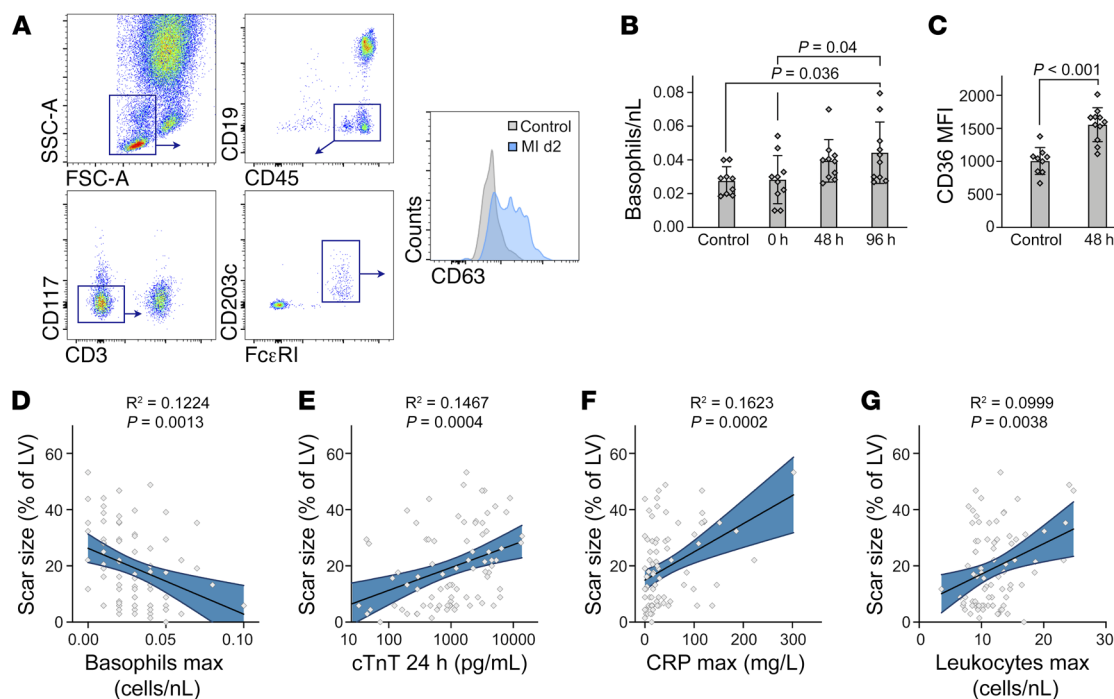 A
SSC-A
FSC-A
CD19
CD45
CD117
CD3
CD203c
FcεRI
Control
MI d2
Counts
CD63
B
P = 0.04
P = 0.036
Basophils/nL
0.08
0.06
0.04
0.02
0.00
Control
0 h
48 h
96 h
C
P < 0.001
CD36 MFI
2000
1500
1000
500
0
Control
48 h
D
R² = 0.1224
P = 0.0013
Scar size (% of LV)
60
40
20
0
0.00
0.05
0.10
Basophils max
(cells/nL)
E
R² = 0.1467
P = 0.0004
Scar size (% of LV)
60
40
20
0
10
100
1000
10000
cTnT 24 h (pg/mL)
F
R² = 0.1623
P = 0.0002
Scar size (% of LV)
60
40
20
0
0
100
200
300
CRP max (mg/L)
G
R² = 0.0999
P = 0.0038
Scar size (% of LV)
60
40
20
0
0
10
20
30
Leukocytes max
(cells/nL)